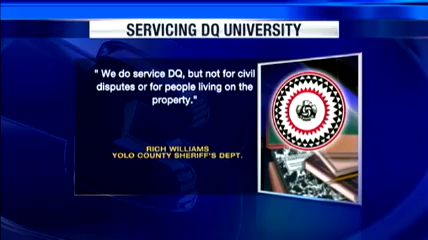 SERVICING DQ UNIVERSITY
" We do service DQ, but not for civil
disputes or for people living on the
property."
RICH WILLIAMS
YOLO COUNTY SHERIFF'S DEPT.